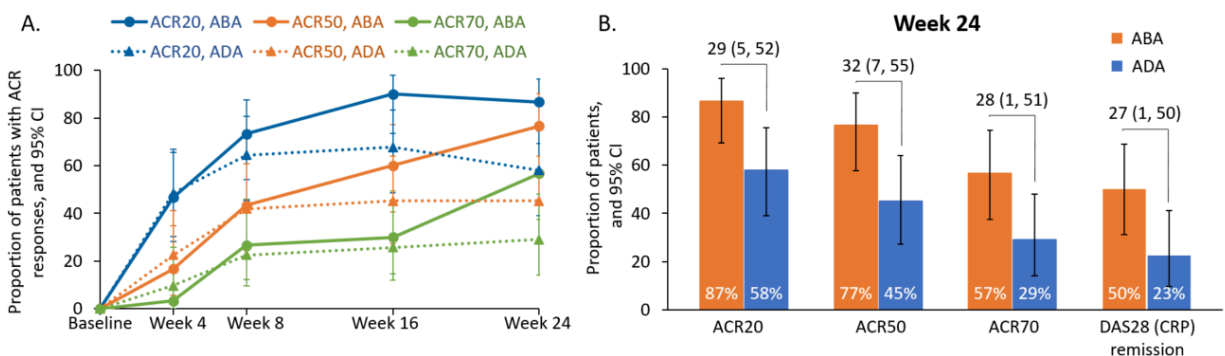 A.
ACR20, ABA ACR50, ABA ACR70, ABA
ACR20, ADA ACR50, ADA ACR70, ADA
Proportion of patients with ACR
responses, and 95% CI
100
80
60
40
20
0
Baseline Week 4 Week 8 Week 16 Week 24
B.
Week 24
ABA
ADA
29 (5, 52)
32 (7, 55)
28 (1, 51)
27 (1, 50)
Proportion of patients,
and 95% CI
100
80
60
40
20
0
87% 58% 77% 45% 57% 29% 50% 23%
ACR20 ACR50 ACR70 DAS28 (CRP)
remission